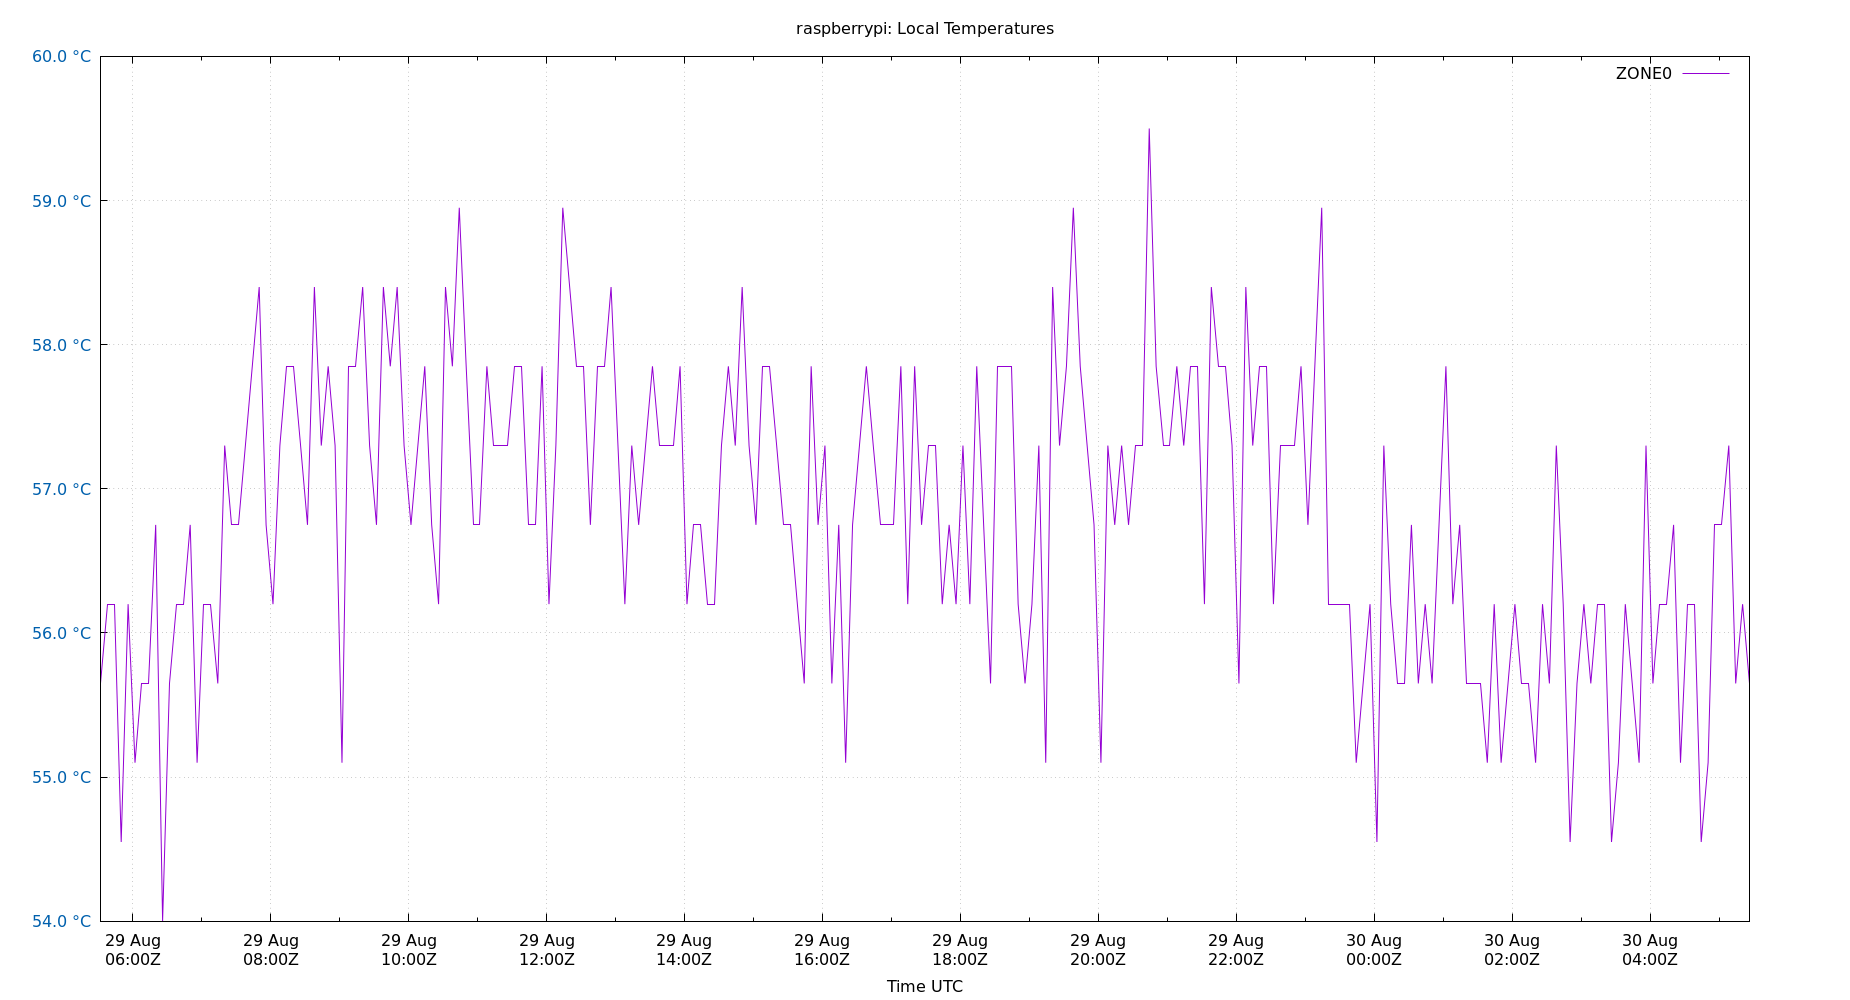 raspberrypi: Local Temperatures
60.0 °C
ZONE0
59.0 °C
58.0 °C
57.0 °C
56.0 °C
55.0 °C
54.0 °C
29 Aug 29 Aug 29 Aug 29 Aug 29 Aug 29 Aug 29 Aug 29 Aug 29 Aug 30 Aug 30 Aug 30 Aug
06:00Z 08:00Z 10:00Z 12:00Z 14:00Z 16:00Z 18:00Z 20:00Z 22:00Z 00:00Z 02:00Z 04:00Z
Time UTC